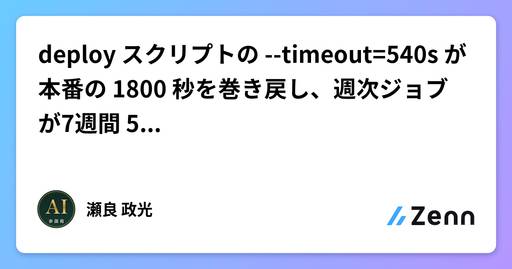 deploy スクリプトの --timeout=540s が
本番の 1800 秒を巻き戻し、週次ジョブ
が7週間 5...
AI
瀬良 政光
Zenn